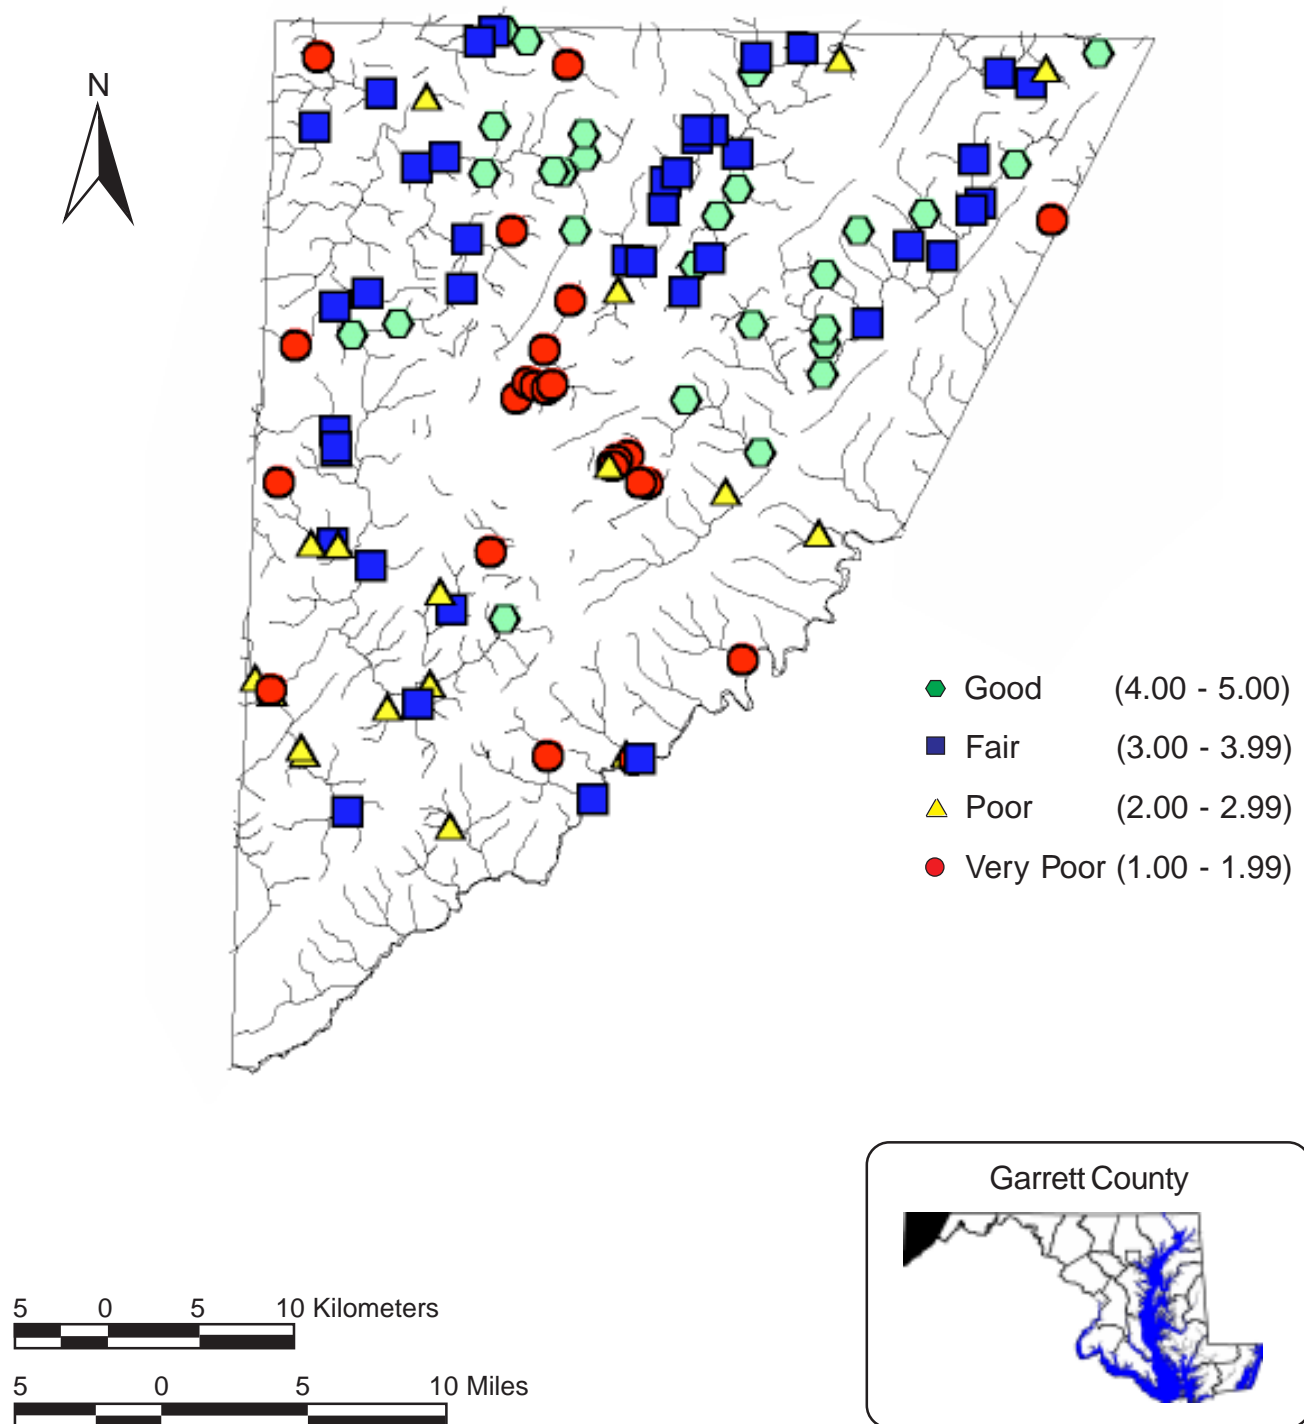 N
Good (4.00 - 5.00)
Fair (3.00 - 3.99)
Poor (2.00 - 2.99)
Very Poor (1.00 - 1.99)
Garrett County
5 0 5 10 Kilometers
5 0 5 10 Miles